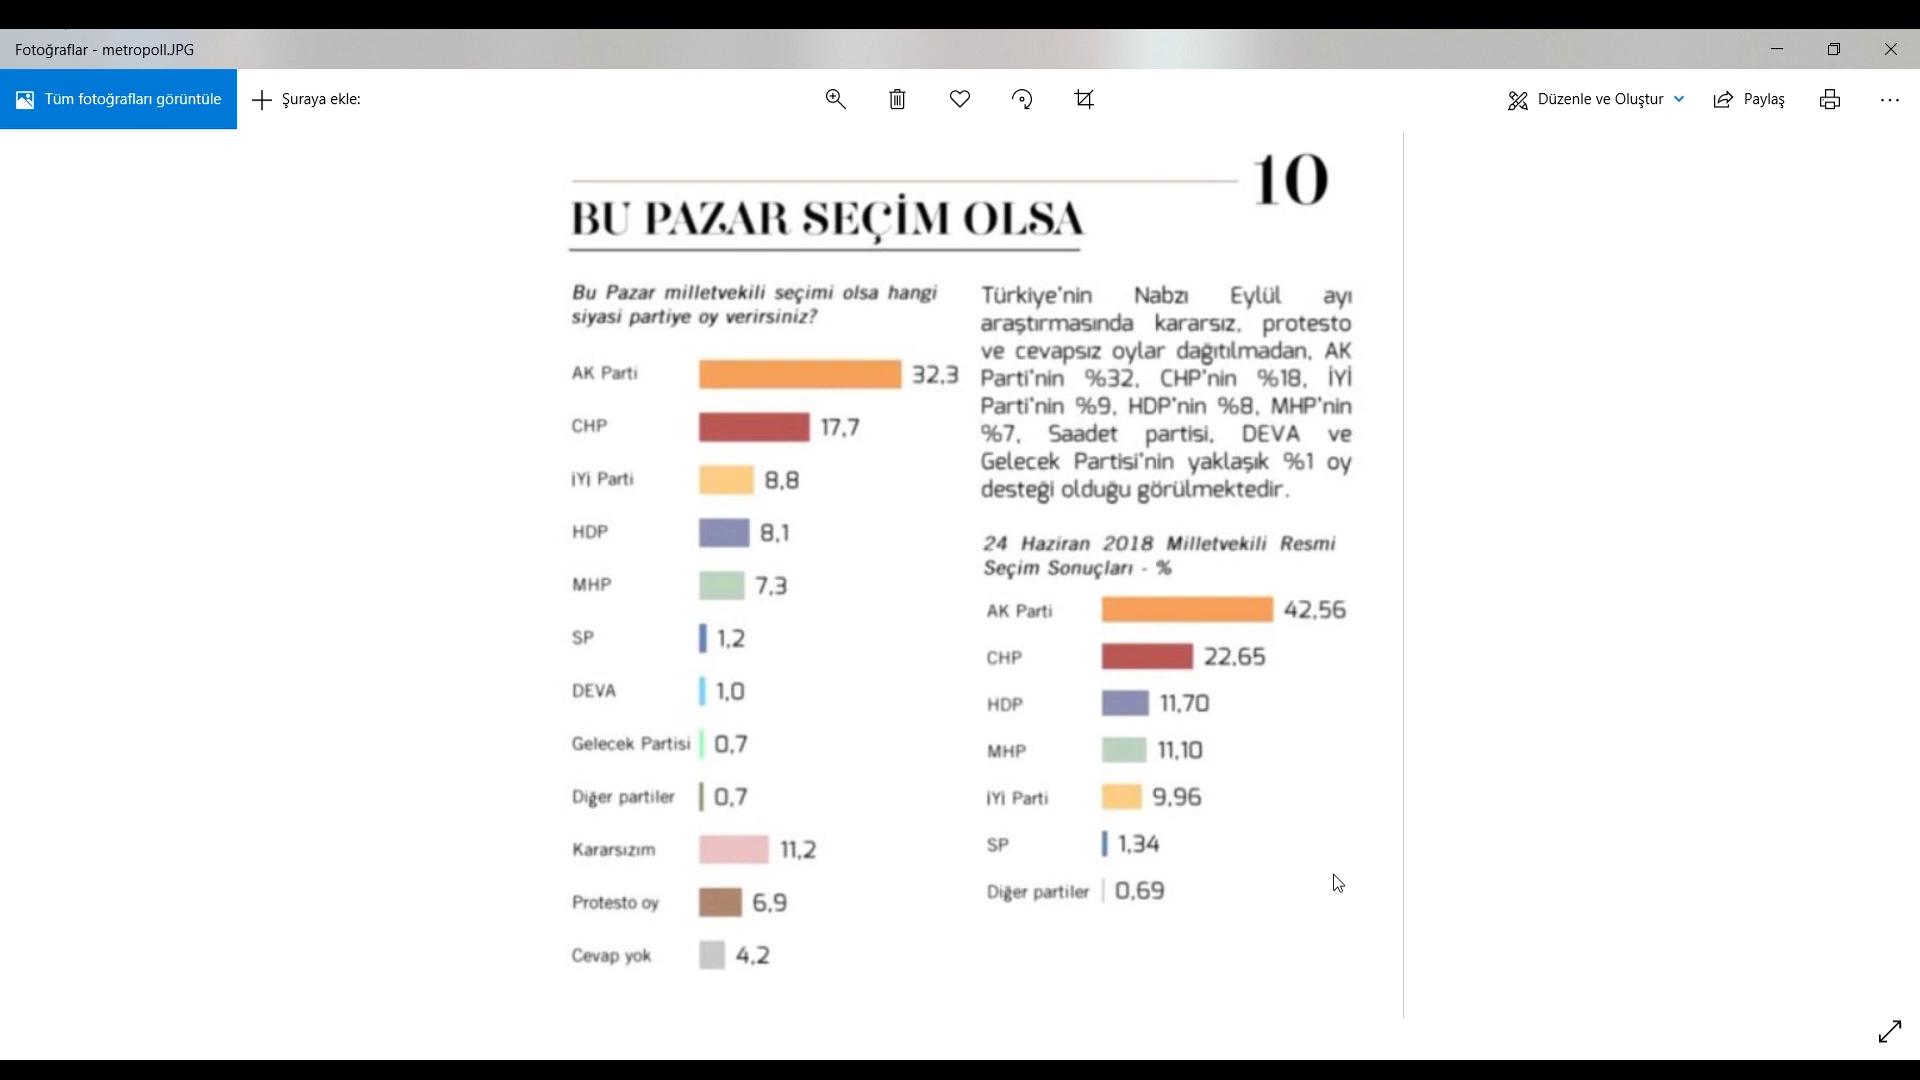 Fotoğraflar - metropoll.JPG
Tüm fotoğrafları görüntüle
Şuraya ekle:
Düzenle ve Oluştur
Paylaş
10
BU PAZAR SEÇİM OLSA
Bu Pazar milletvekili seçimi olsa hangi
siyasi partiye oy verirsiniz?
AK Parti 32,3
CHP 17,7
İYİ Parti 8,8
HDP 8,1
MHP 7,3
SP 1,2
DEVA 1,0
Gelecek Partisi 0,7
Diğer partiler 0,7
Kararsızım 11,2
Protesto oy 6,9
Cevap yok 4,2
Türkiye'nin Nabzı Eylül ayı
araştırmasında kararsız, protesto
ve cevapsız oylar dağıtılmadan, AK
Parti'nin %32, CHP'nin %18, İYİ
Parti'nin %9, HDP'nin %8, MHP'nin
%7, Saadet partisi, DEVA ve
Gelecek Partisi'nin yaklaşık %1 oy
desteği olduğu görülmektedir.
24 Haziran 2018 Milletvekili Resmi
Seçim Sonuçları - %
AK Parti 42,56
CHP 22,65
HDP 11,70
MHP 11,10
İYİ Parti 9,96
SP 1,34
Diğer partiler 0,69